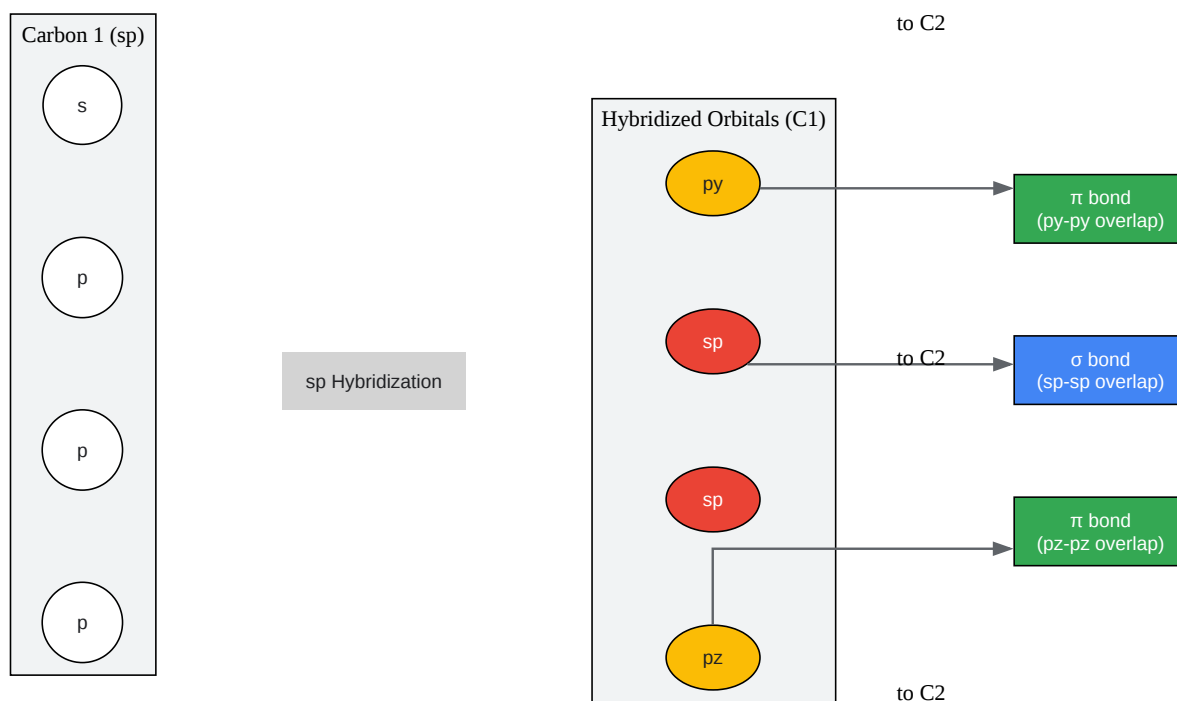 Carbon 1 (sp)
s
p
p
p
sp Hybridization
Hybridized Orbitals (C1)
py
sp
sp
pz
to C2
to C2
to C2
π bond
(py-py overlap)
σ bond
(sp-sp overlap)
π bond
(pz-pz overlap)